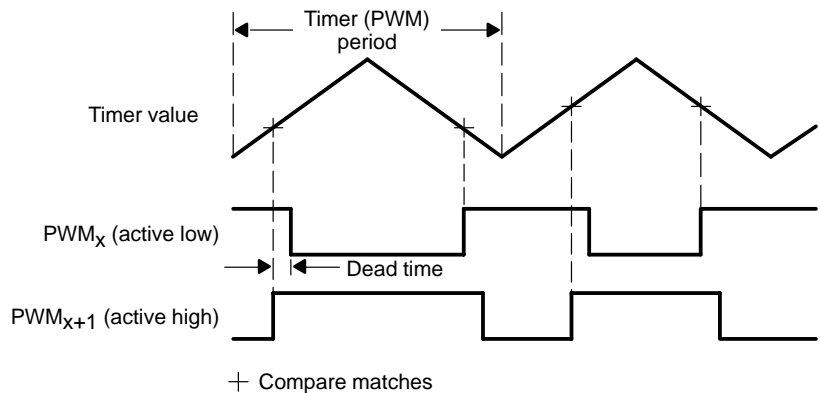 Timer (PWM)
period
Timer value
PWMx (active low)
Dead time
PWMx+1 (active high)
+ Compare matches